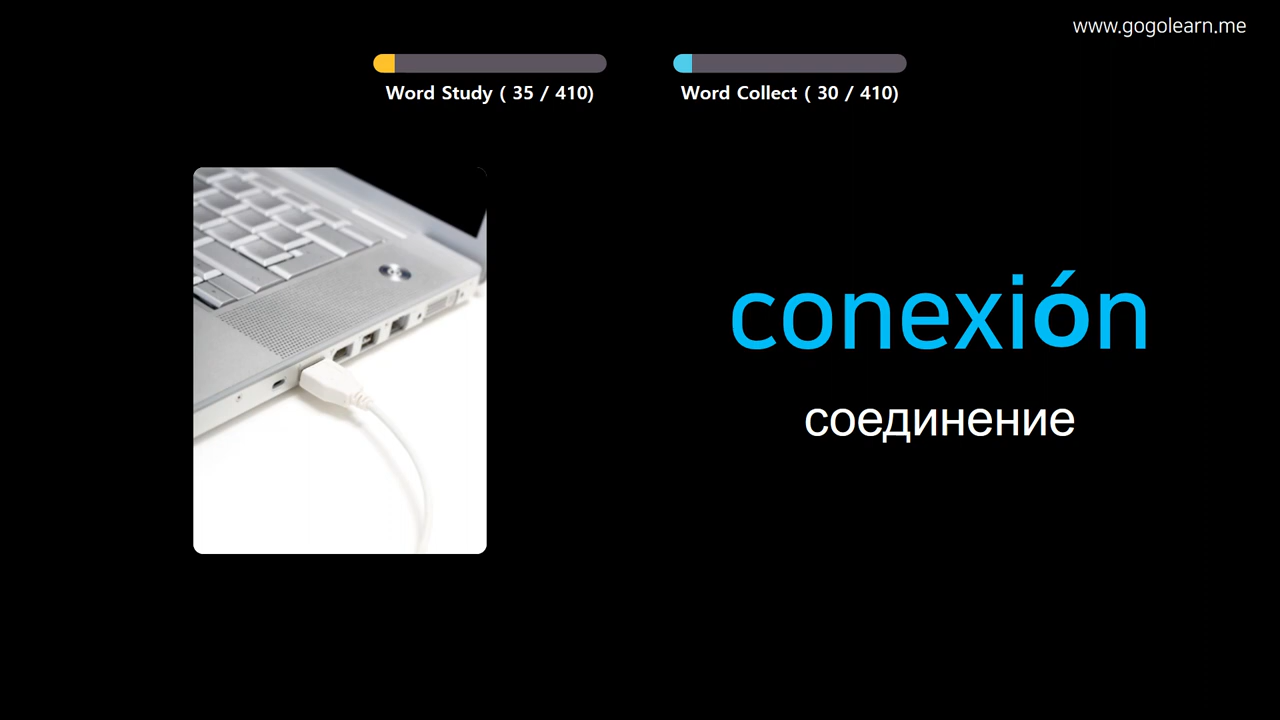 www.gogolearn.me
Word Study ( 35 / 410)
Word Collect ( 30 / 410)
conexión
соединение